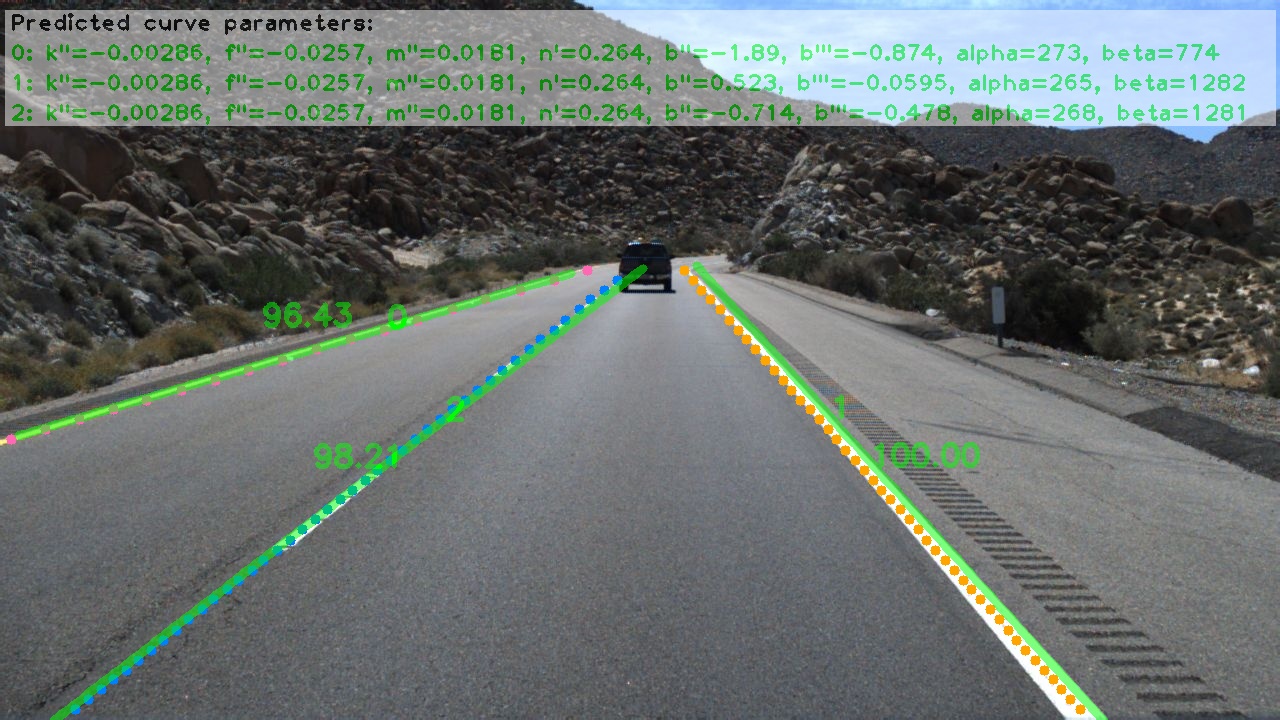 Predicted curve parameters:
0: k''=-0.00286, f''=-0.0257, m''=0.0181, n'=0.264, b''=-1.89, b'''=-0.874, alpha=273, beta=774
1: k''=-0.00286, f''=-0.0257, m''=0.0181, n'=0.264, b''=0.523, b'''=-0.0595, alpha=265, beta=1282
2: k''=-0.00286, f''=-0.0257, m''=0.0181, n'=0.264, b''=-0.714, b'''=-0.478, alpha=268, beta=1281
96.43 0
2 1
98.21 100.00